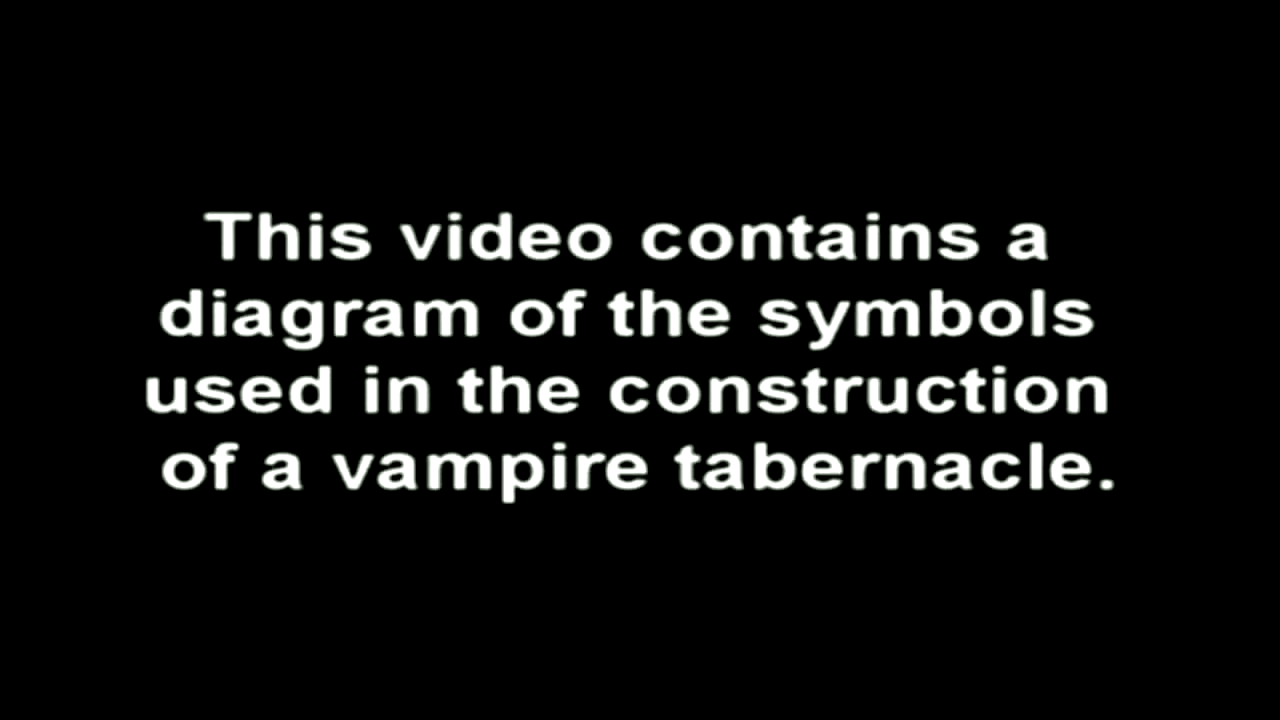 This video contains a
diagram of the symbols
used in the construction
of a vampire tabernacle.